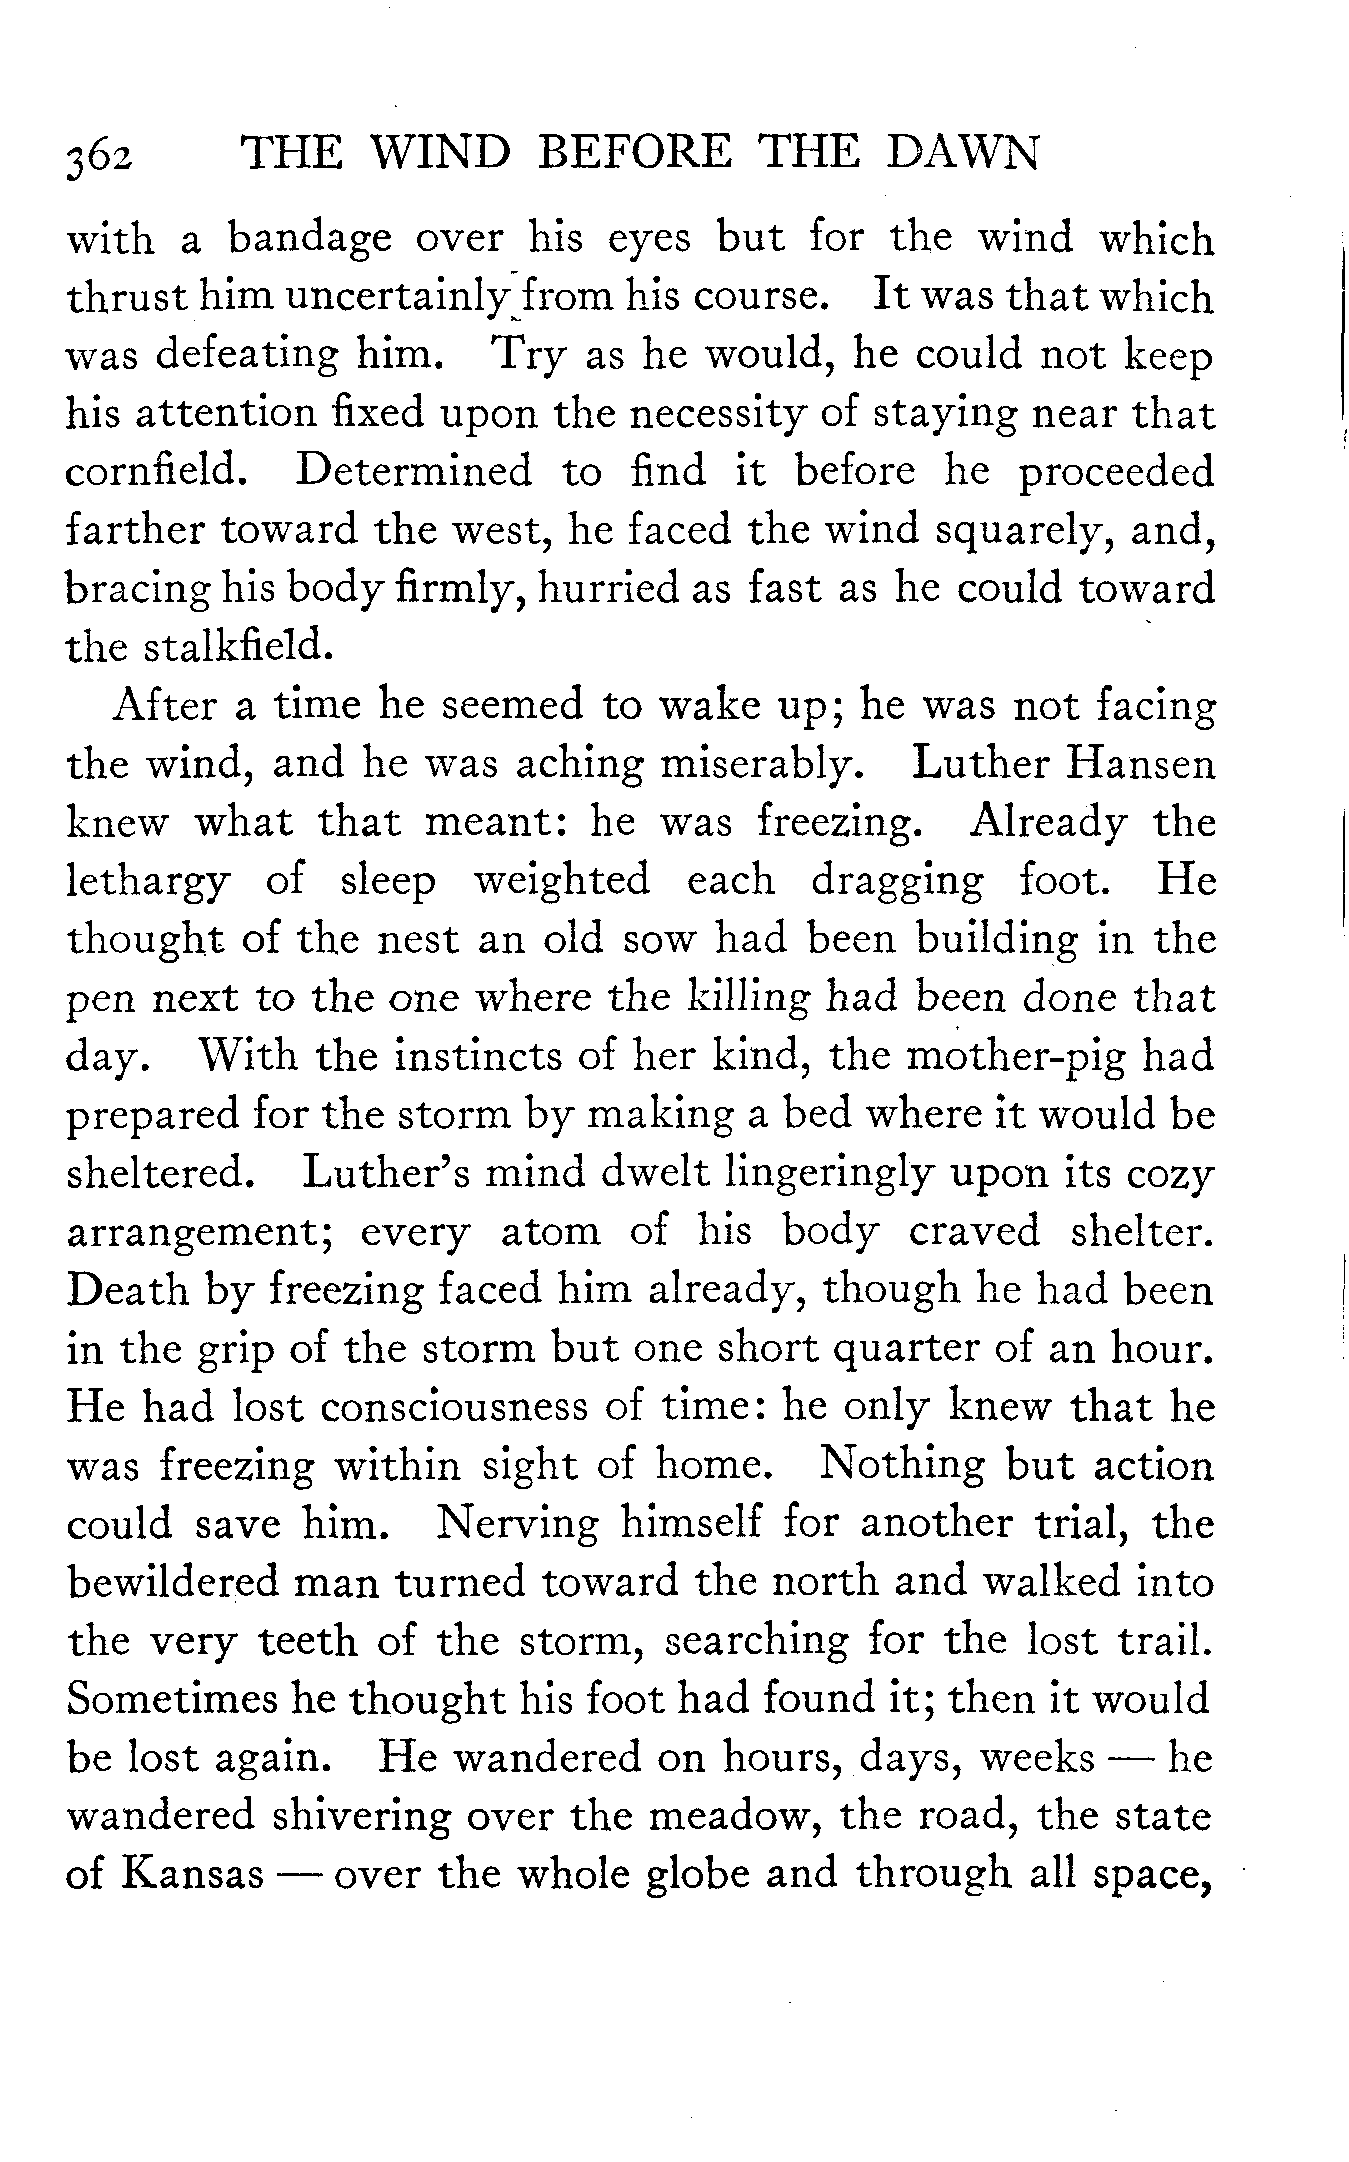 362 THE WIND BEFORE THE DAWN
with a bandage over his eyes but for the wind which
thrust him uncertainly from his course. It was that which
was defeating him. Try as he would, he could not keep
his attention fixed upon the necessity of staying near that
cornfield. Determined to find it before he proceeded
farther toward the west, he faced the wind squarely, and,
bracing his body firmly, hurried as fast as he could toward
the stalkfield.
After a time he seemed to wake up; he was not facing
the wind, and he was aching miserably. Luther Hansen
knew what that meant: he was freezing. Already the
lethargy of sleep weighted each dragging foot. He
thought of the nest an old sow had been building in the
pen next to the one where the killing had been done that
day. With the instincts of her kind, the mother-pig had
prepared for the storm by making a bed where it would be
sheltered. Luther's mind dwelt lingeringly upon its cozy
arrangement; every atom of his body craved shelter.
Death by freezing faced him already, though he had been
in the grip of the storm but one short quarter of an hour.
He had lost consciousness of time: he only knew that he
was freezing within sight of home. Nothing but action
could save him. Nerving himself for another trial, the
bewildered man turned toward the north and walked into
the very teeth of the storm, searching for the lost trail.
Sometimes he thought his foot had found it; then it would
be lost again. He wandered on hours, days, weeks — he
wandered shivering over the meadow, the road, the state
of Kansas — over the whole globe and through all space,